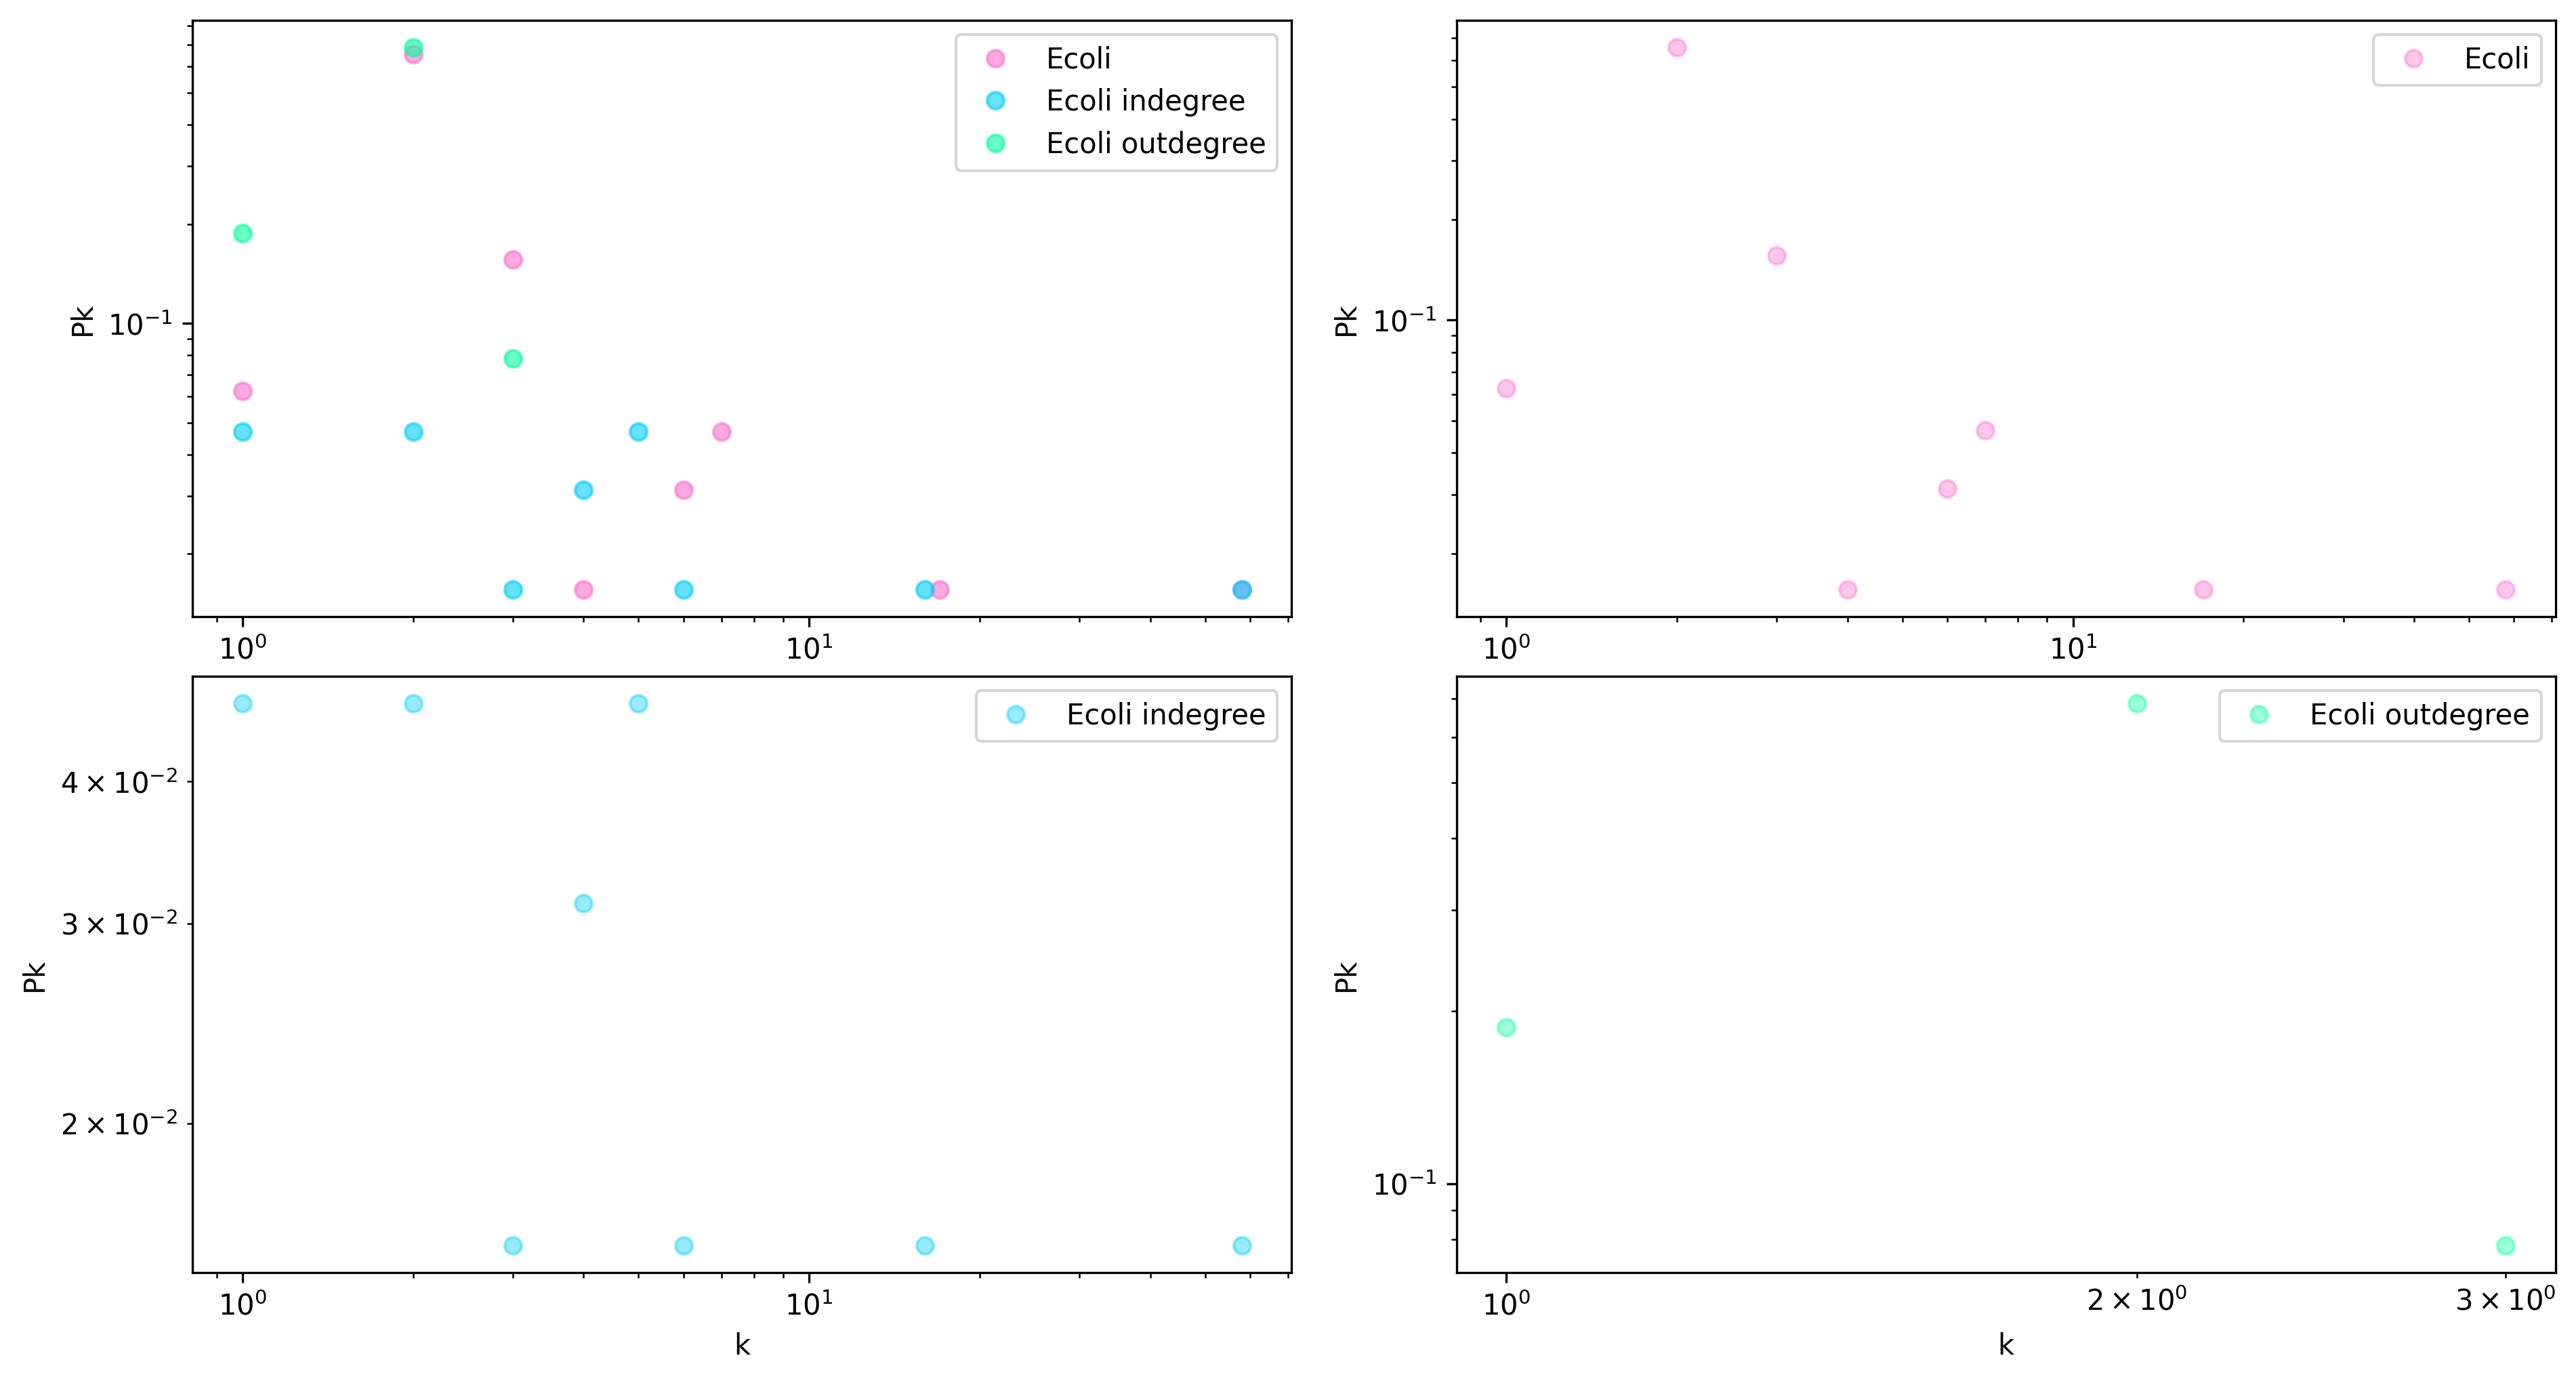 Pk
10⁻¹
10⁰
10¹
Ecoli
Ecoli indegree
Ecoli outdegree
Pk
10⁻¹
10⁰
10¹
Ecoli
Pk
4 × 10⁻²
3 × 10⁻²
2 × 10⁻²
10⁰
10¹
k
Ecoli indegree
Pk
10⁻¹
10⁰
2 × 10⁰
3 × 10⁰
k
Ecoli outdegree